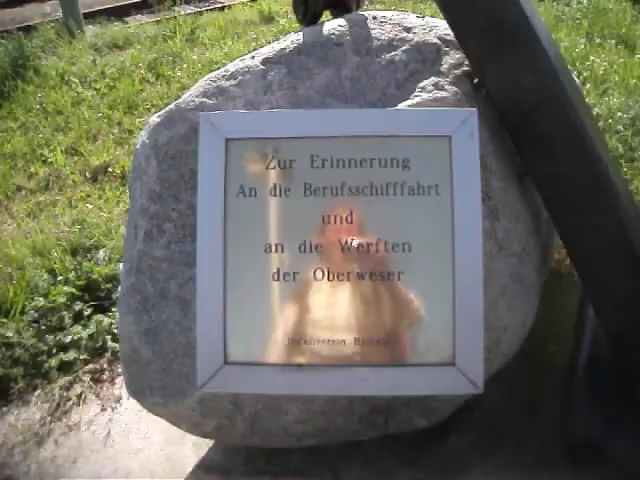 Zur Erinnerung
An die Berufsschifffahrt
und
an die Werften
der Oberweser